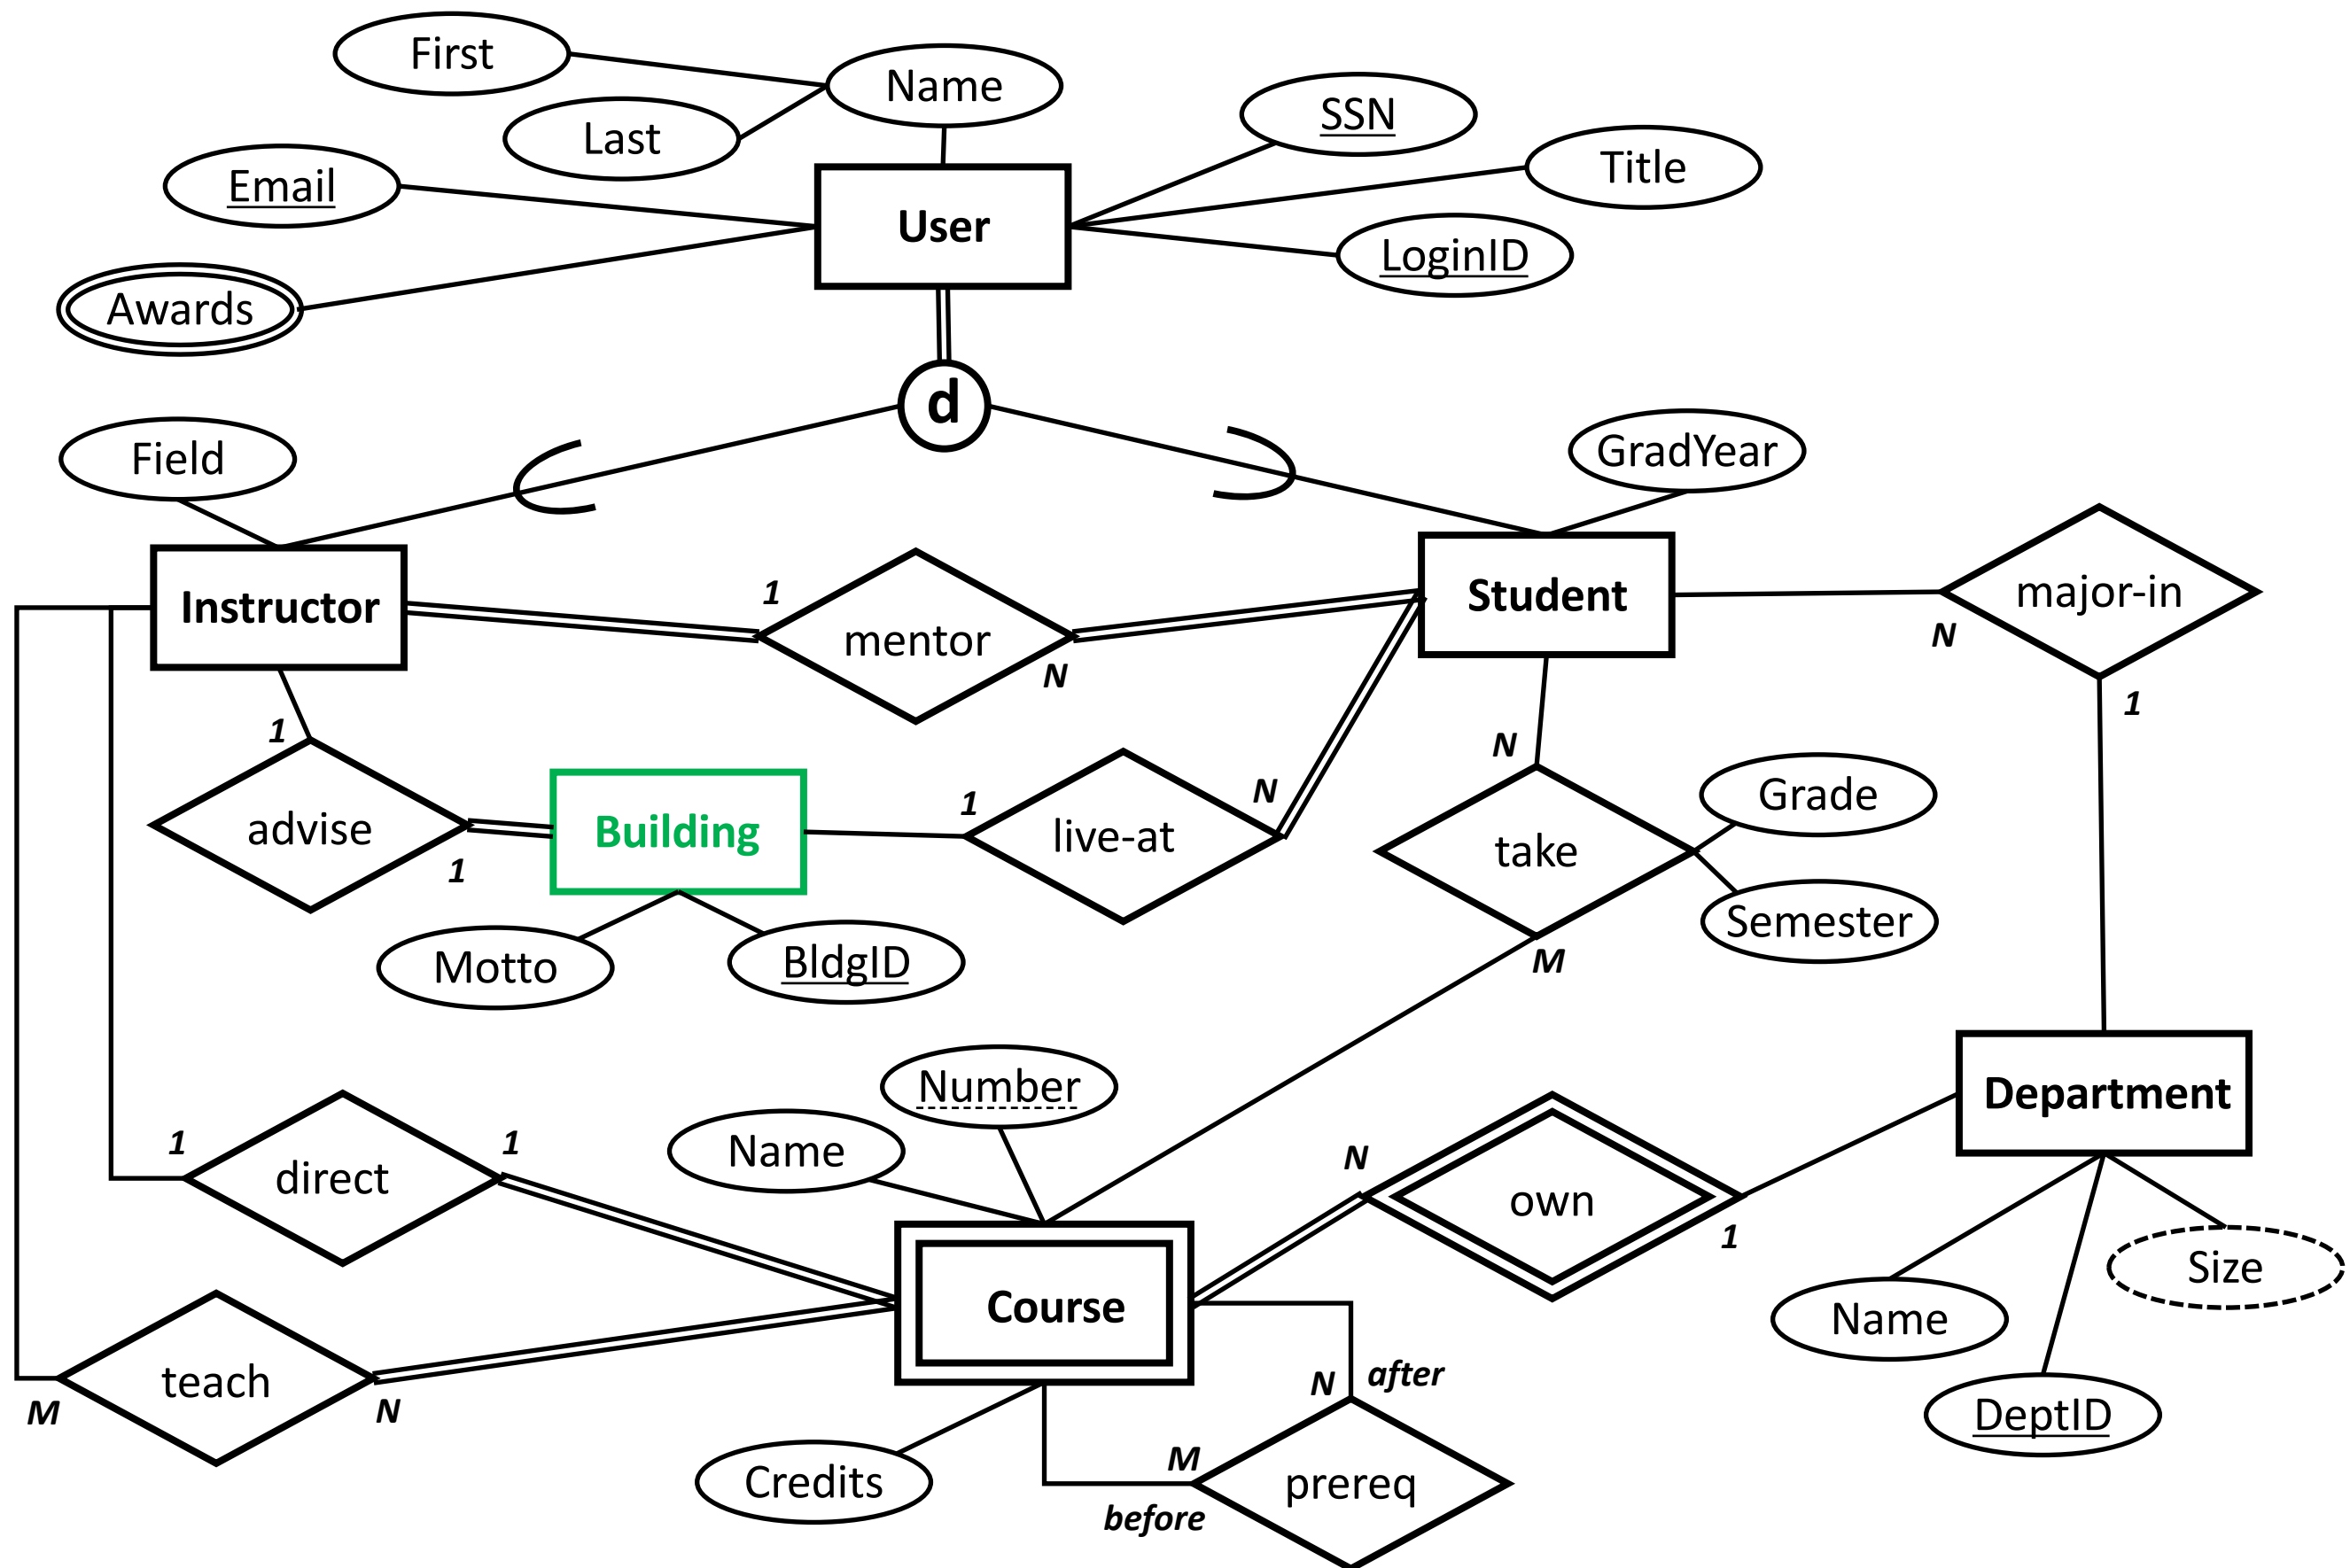 First
Name
SSN
Last
Title
Email
User
LoginID
Awards
d
Field
GradYear
Instructor
1
mentor
N
Student
N
major-in
1
1
advise
1
Building
1
live-at
N
N
take
M
Grade
Semester
Motto
BldgID
Number
Name
Department
1
direct
1
N
own
1
Size
Name
DeptID
Course
M
teach
N
Credits
N
after
M
before
prereq